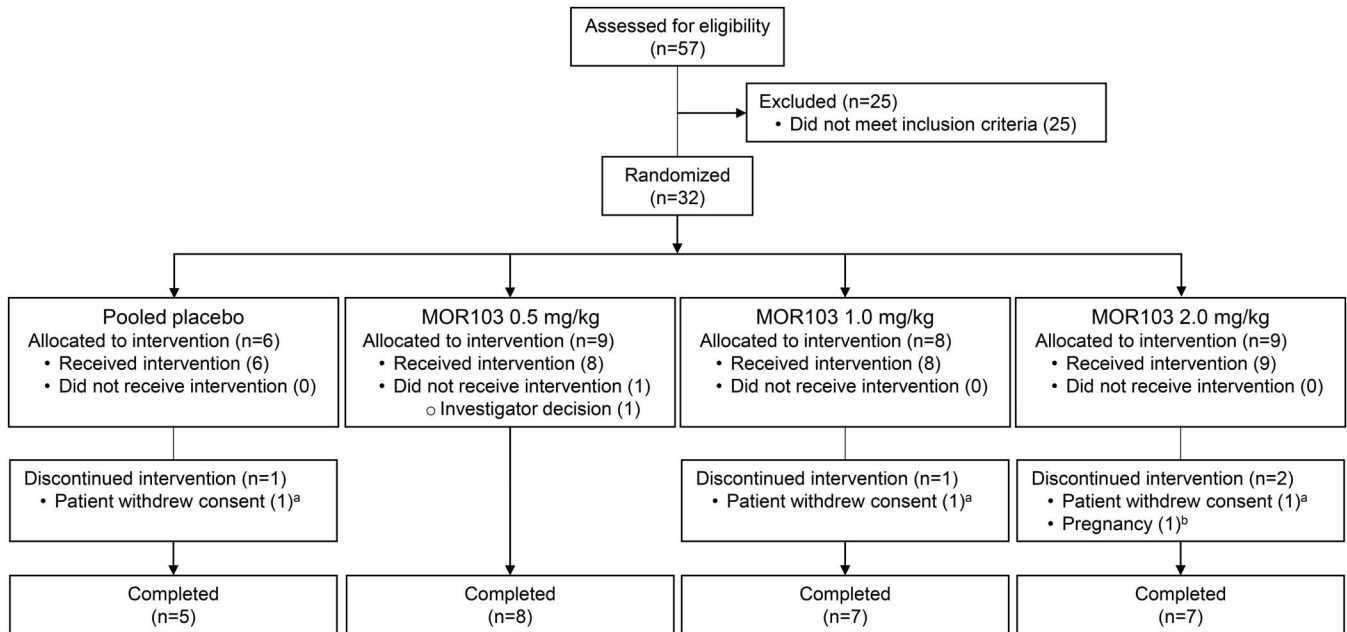 Assessed for eligibility
(n=57)
Excluded (n=25)
• Did not meet inclusion criteria (25)
Randomized
(n=32)
Pooled placebo
Allocated to intervention (n=6)
• Received intervention (6)
• Did not receive intervention (0)
MOR103 0.5 mg/kg
Allocated to intervention (n=9)
• Received intervention (8)
• Did not receive intervention (1)
o Investigator decision (1)
MOR103 1.0 mg/kg
Allocated to intervention (n=8)
• Received intervention (8)
• Did not receive intervention (0)
MOR103 2.0 mg/kg
Allocated to intervention (n=9)
• Received intervention (9)
• Did not receive intervention (0)
Discontinued intervention (n=1)
• Patient withdrew consent (1)ª
Discontinued intervention (n=1)
• Patient withdrew consent (1)ª
Discontinued intervention (n=2)
• Patient withdrew consent (1)ª
• Pregnancy (1)ᵇ
Completed
(n=5)
Completed
(n=8)
Completed
(n=7)
Completed
(n=7)